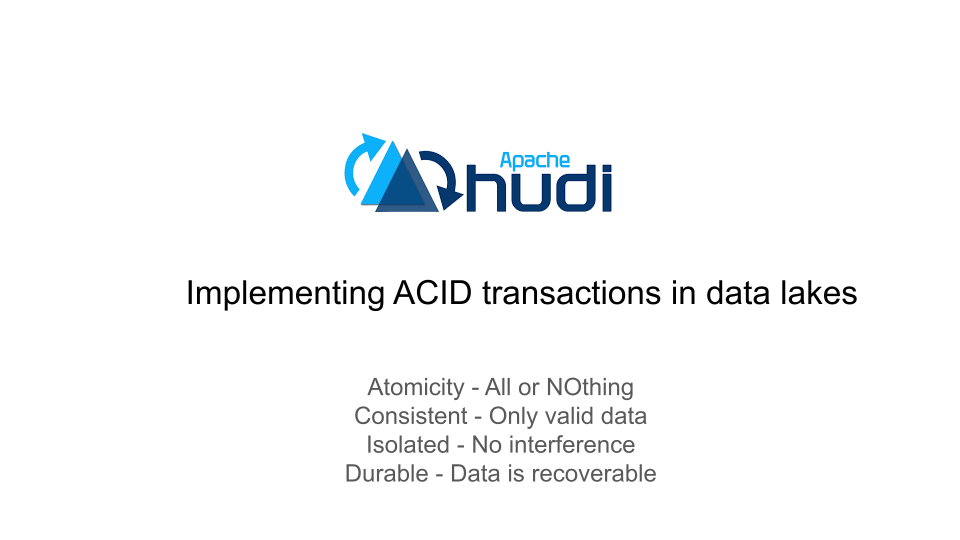 Apache
hudi
Implementing ACID transactions in data lakes
Atomicity - All or NOthing
Consistent - Only valid data
Isolated - No interference
Durable - Data is recoverable